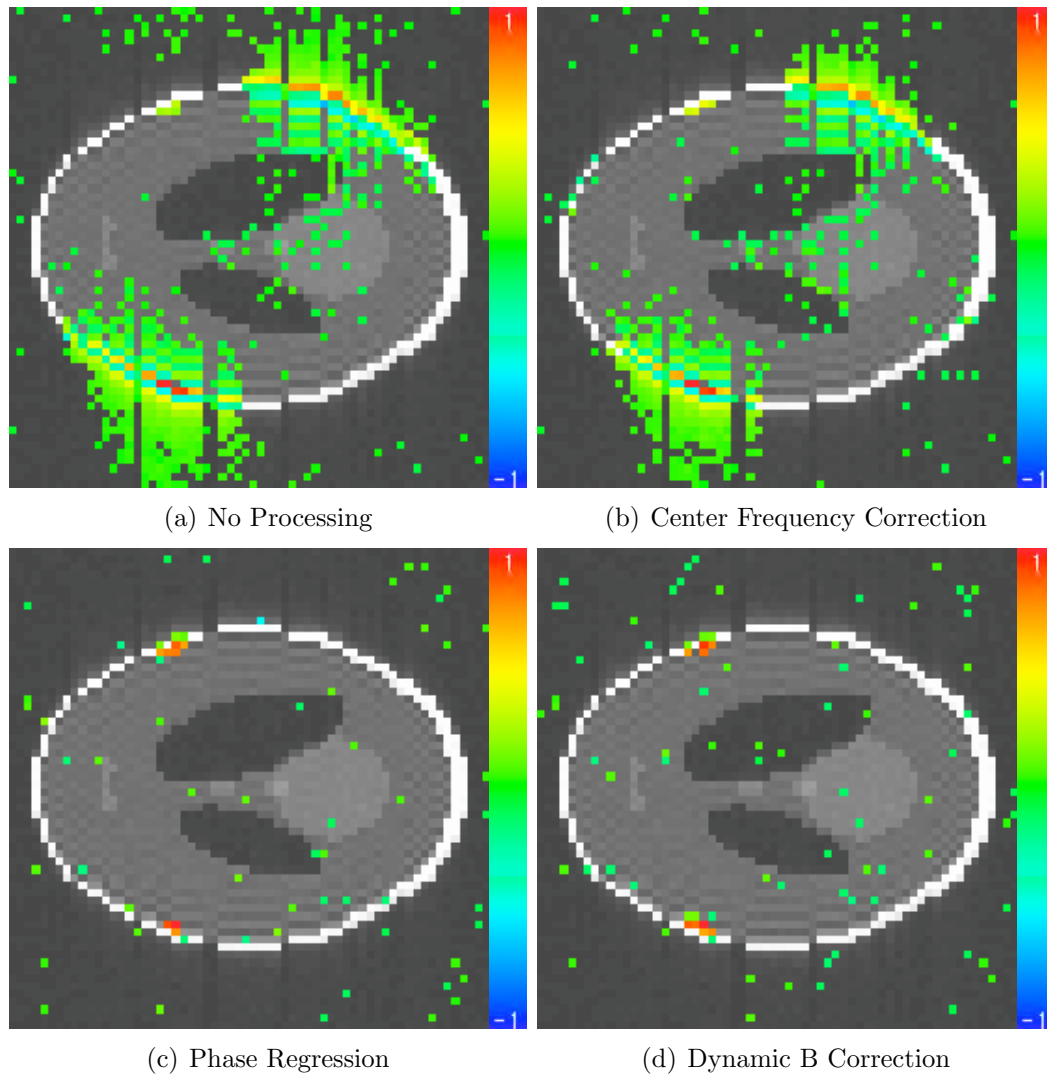 1
-1
1
-1
(a) No Processing
(b) Center Frequency Correction
1
-1
1
-1
(c) Phase Regression
(d) Dynamic B Correction